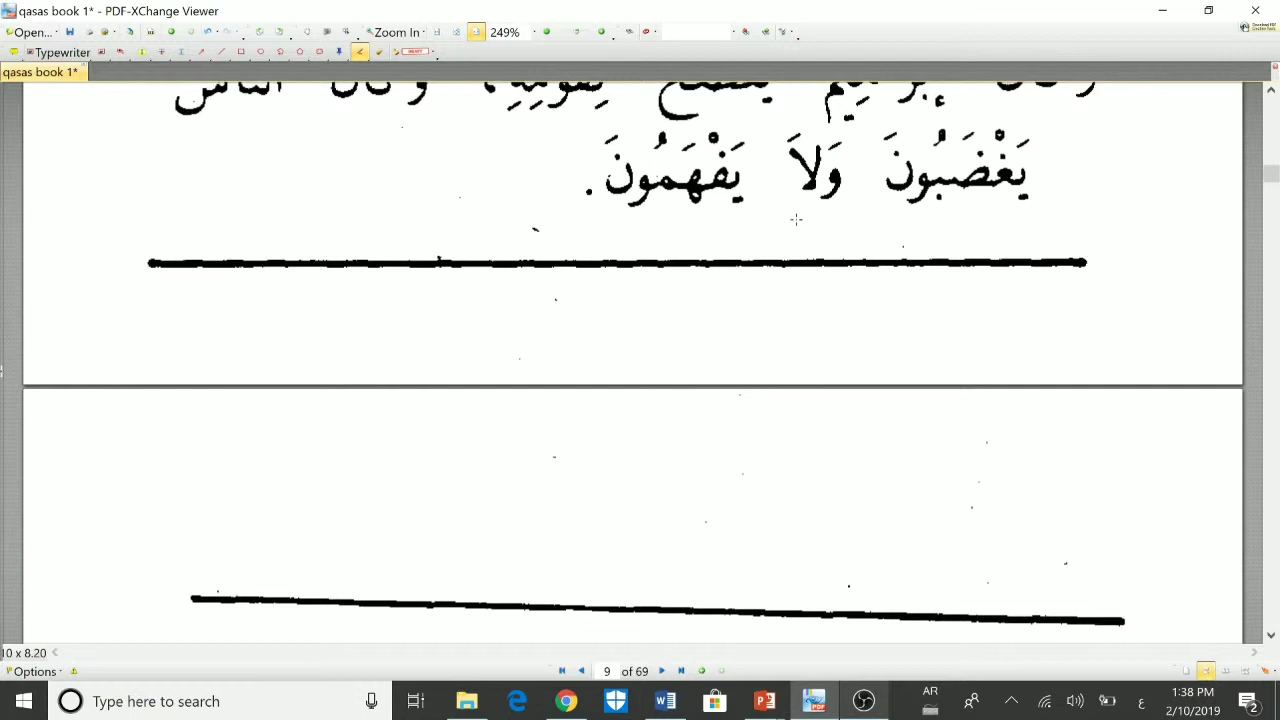 qasas book 1* - PDF-XChange Viewer
Open...
Zoom In
249%
Typewriter
qasas book 1*
يَغْضَبُونَ وَلاَ يَفْهَمُونَ.
10 x 8.20
Options
9 of 69
Type here to search
AR
ع
1:38 PM
2/10/2019
2